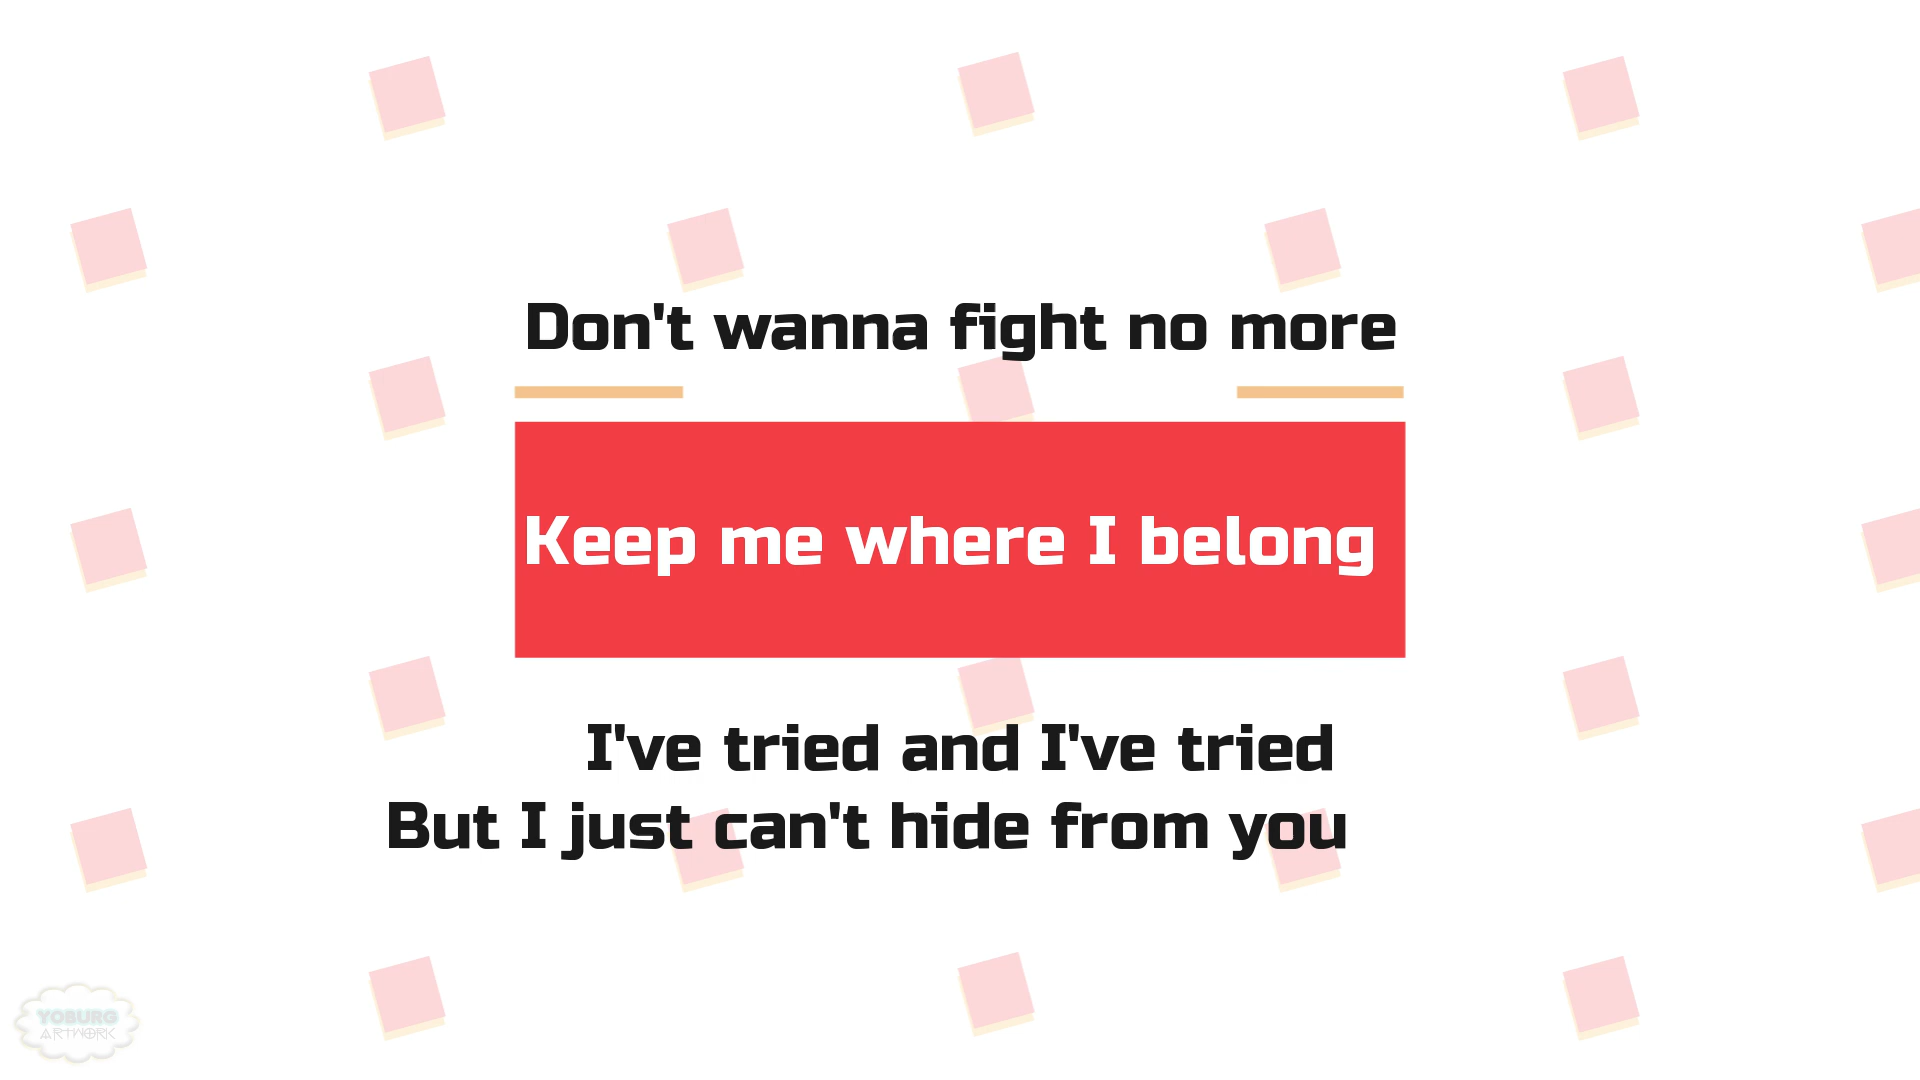 Don't wanna fight no more
Keep me where I belong
I've tried and I've tried
But I just can't hide from you
YOBURG
ARTWORK